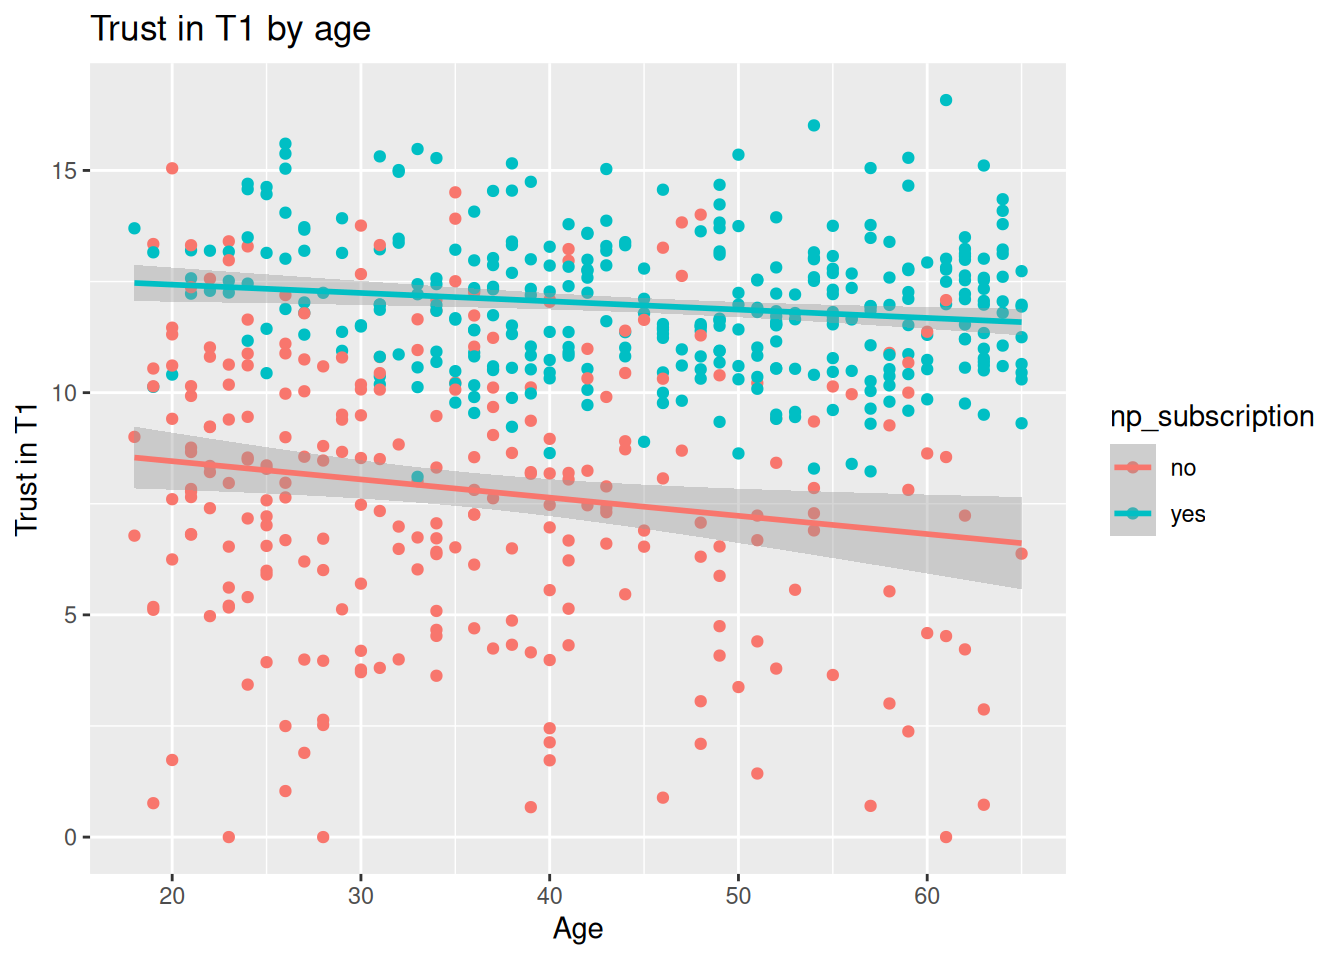 Trust in T1 by age
Trust in T1
15
10
5
0
20 30 40 50 60
Age
np_subscription
no
yes